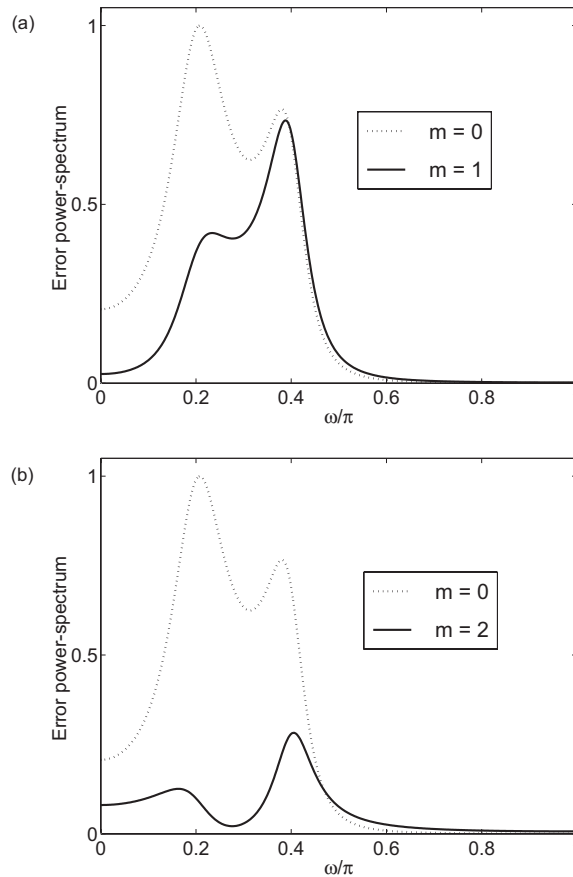 (a)
1
0.5
0
Error power-spectrum
m = 0
m = 1
0 0.2 0.4 0.6 0.8
ω/π
(b)
1
0.5
0
Error power-spectrum
m = 0
m = 2
0 0.2 0.4 0.6 0.8
ω/π